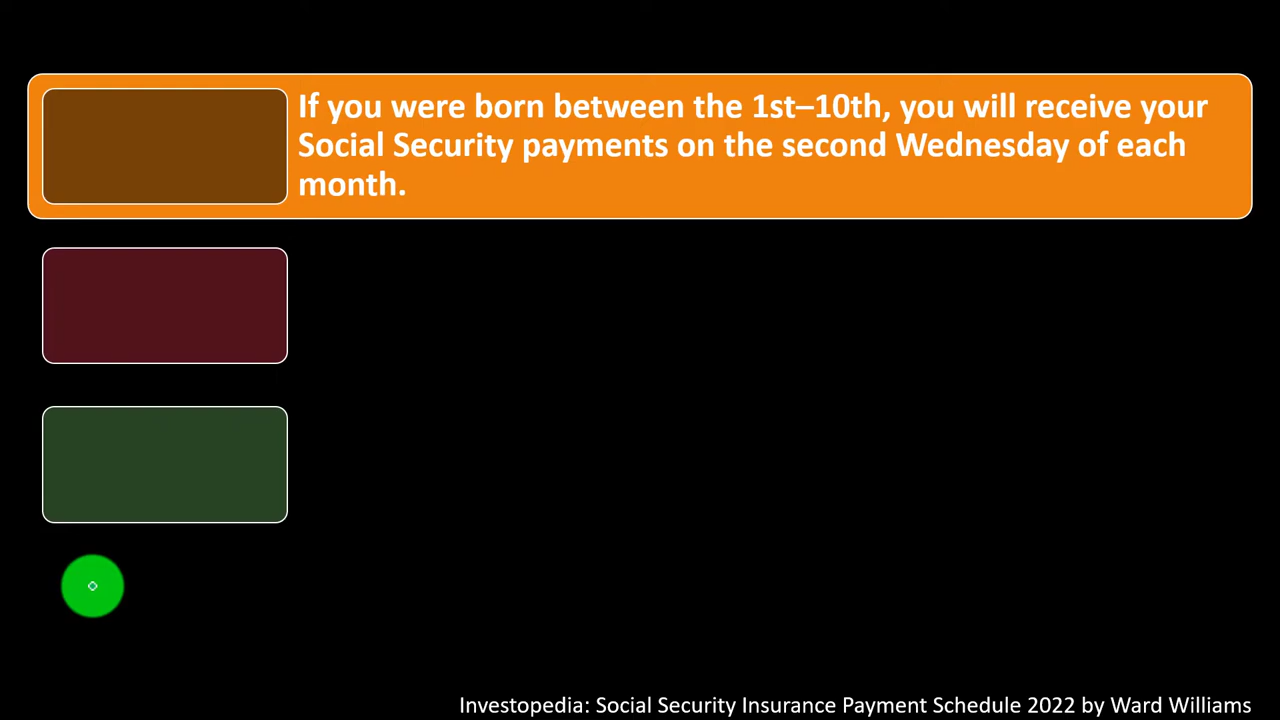 If you were born between the 1st–10th, you will receive your
Social Security payments on the second Wednesday of each
month.
Investopedia: Social Security Insurance Payment Schedule 2022 by Ward Williams